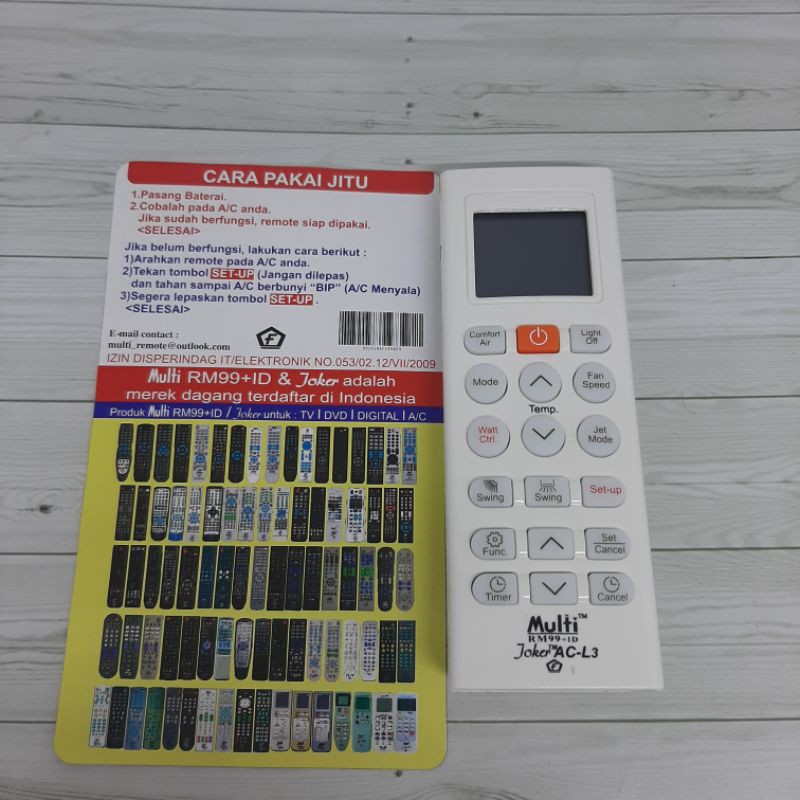 CARA PAKAI JITU
1.Pasang Baterai.
2.Cobalah pada A/C anda.
Jika sudah berfungsi, remote siap dipakai.
<SELESAI>
Jika belum berfungsi, lakukan cara berikut :
1)Arahkan remote pada A/C anda.
2)Tekan tombol SET-UP (Jangan dilepas)
dan tahan sampai A/C berbunyi "BIP" (A/C Menyala)
3)Segera lepaskan tombol SET-UP .
<SELESAI>
E-mail contact :
multi_remote@outlook.com
F
IZIN DISPERINDAG IT/ELEKTRONIK NO.053/02.12/VII/2009
Multi RM99+ID & Joker adalah
merek dagang terdaftar di Indonesia
Produk Multi RM99+ID / Joker untuk : TV I DVD I DIGITAL I A/C
Comfort
Air
Light
Off
Mode
Fan
Speed
Temp.
Watt
Ctrl.
Jet
Mode
Swing
Swing
Set-up
Func.
Set
Cancel
Timer
Cancel
Multi™
RM99+ID
Joker™AC-L3
F